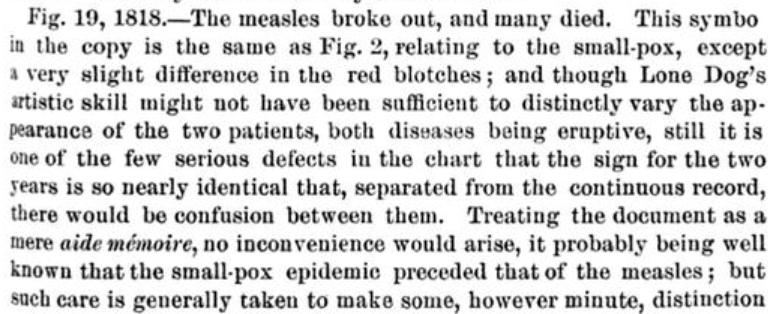 Fig. 19, 1818.—The measles broke out, and many died. This symbo
in the copy is the same as Fig. 2, relating to the small-pox, except
a very slight difference in the red blotches; and though Lone Dog's
artistic skill might not have been sufficient to distinctly vary the ap-
pearance of the two patients, both diseases being eruptive, still it is
one of the few serious defects in the chart that the sign for the two
years is so nearly identical that, separated from the continuous record,
there would be confusion between them. Treating the document as a
mere aide mémoire, no inconvenience would arise, it probably being well
known that the small-pox epidemic preceded that of the measles; but
such care is generally taken to make some, however minute, distinction